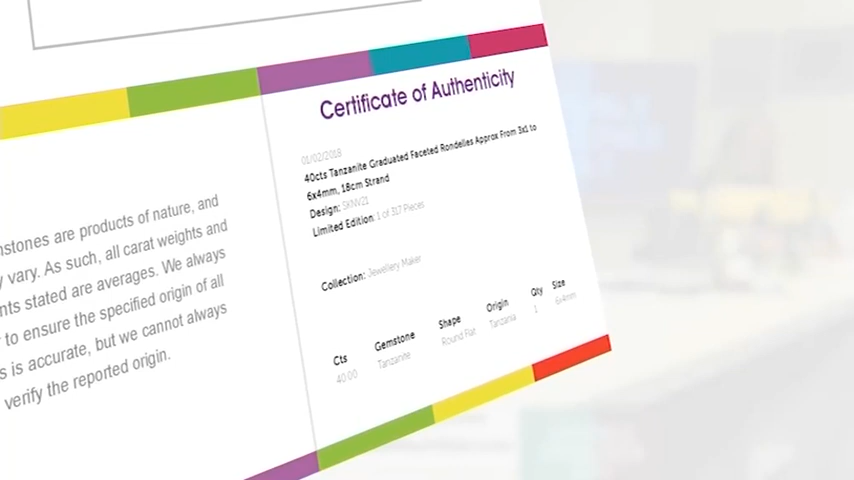 mstones are products of nature, and
y vary. As such, all carat weights and
nts stated are averages. We always
to ensure the specified origin of all
s is accurate, but we cannot always
verify the reported origin.
Certificate of Authenticity
01/02/2018
40cts Tanzanite Graduated Faceted Rondelles Approx From 3x1 to
6x4mm, 18cm Strand
Design: SKNV21
Limited Edition: 1 of 317 Pieces
Collection: Jewellery Maker
Cts Gemstone Shape Origin Qty Size
40.00 Tanzanite Round Flat Tanzania 1 6x4mm